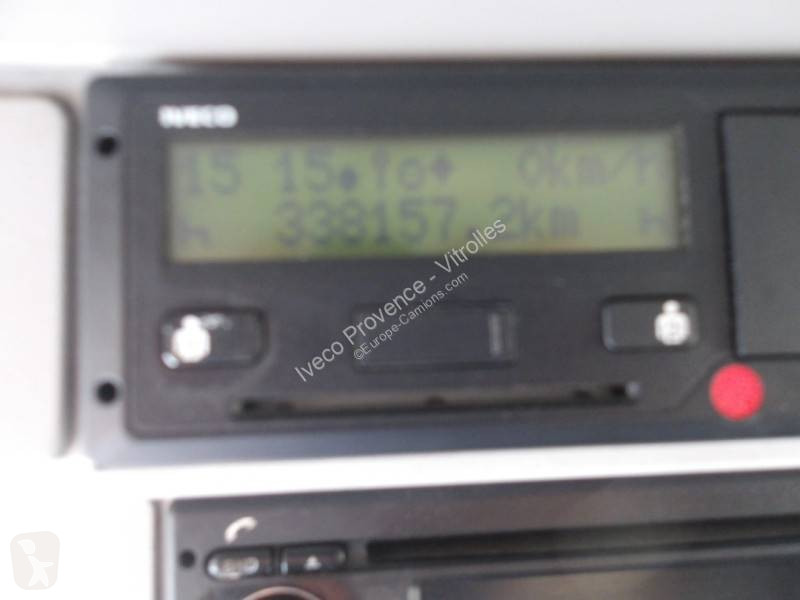 IVECO
15 15 0km/h
h 338157.2km h
Iveco Provence - Vitrolles
©Europe-Camions.com